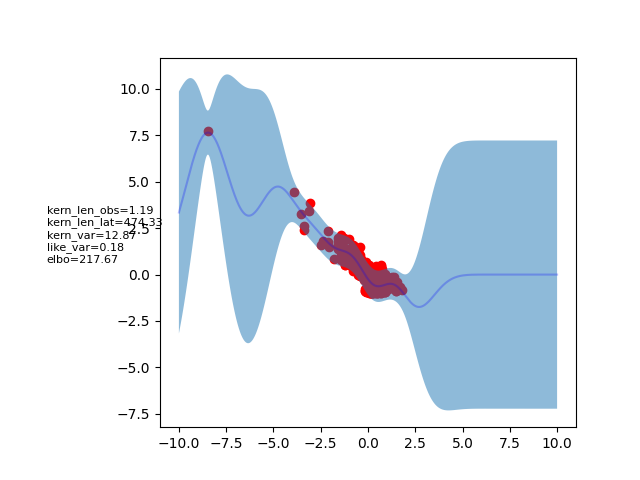 10.0
7.5
5.0
2.5
0.0
−2.5
−5.0
−7.5
kern_len_obs=1.19
kern_len_lat=474.33
kern_var=12.87
like_var=0.18
elbo=217.67
−10.0 −7.5 −5.0 −2.5 0.0 2.5 5.0 7.5 10.0